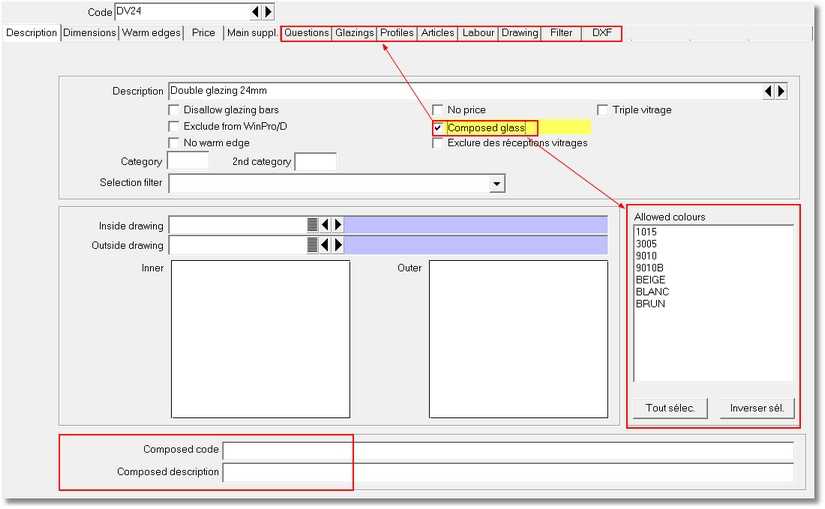 Code DV24
Description Dimensions Warm edges Price Main suppl. Questions Glazings Profiles Articles Labour Drawing Filter DXF
Description Double glazing 24mm
Disallow glazing bars No price Triple vitrage
Exclude from WinPro/D Composed glass
No warm edge Exclure des réceptions vitrages
Category 2nd category
Selection filter
Inside drawing
Outside drawing
Inner Outer
Allowed colours
1015
3005
9010
9010B
BEIGE
BLANC
BRUN
Tout sélec. Inverser sél.
Composed code
Composed description